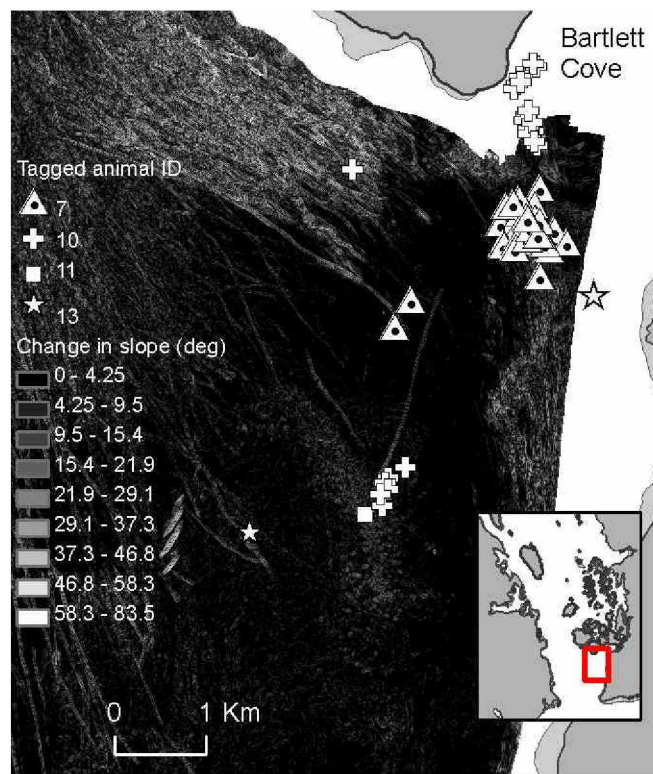 Bartlett
Cove
Tagged animal ID
7
10
11
13
Change in slope (deg)
0 - 4.25
4.25 - 9.5
9.5 - 15.4
15.4 - 21.9
21.9 - 29.1
29.1 - 37.3
37.3 - 46.8
46.8 - 58.3
58.3 - 83.5
0 1 Km